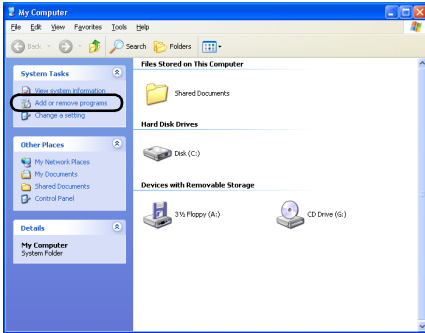 My Computer
File Edit View Favorites Tools Help
Back Search Folders
System Tasks
View system information
Add or remove programs
Change a setting
Other Places
My Network Places
My Documents
Shared Documents
Control Panel
Details
My Computer
System Folder
Files Stored on This Computer
Shared Documents
Hard Disk Drives
Disk (C:)
Devices with Removable Storage
3½ Floppy (A:)
CD Drive (G:)